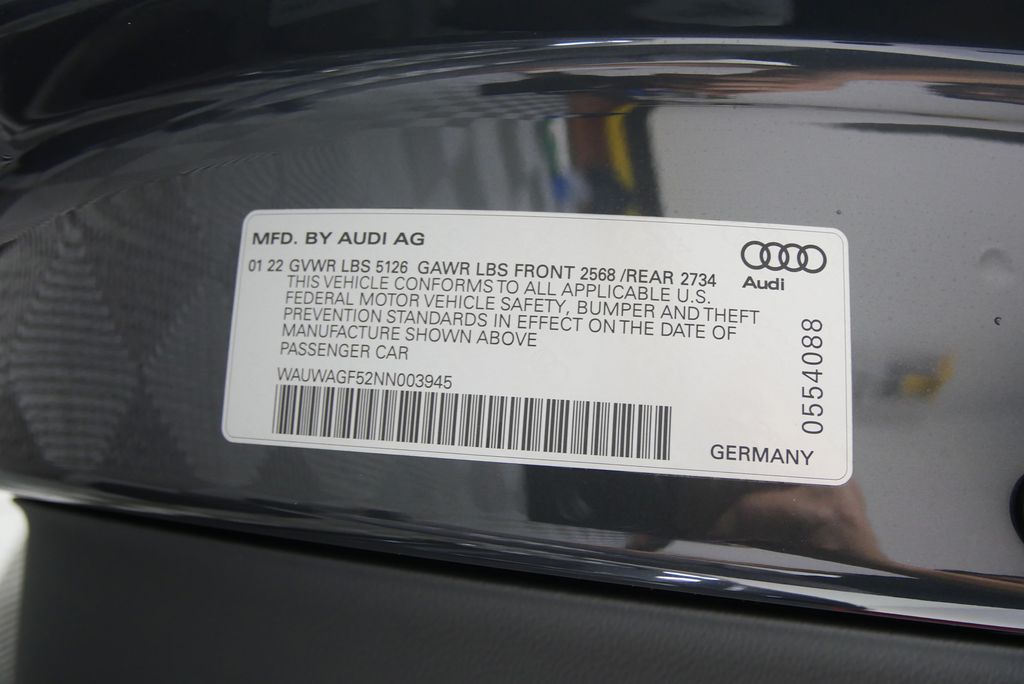 MFD. BY AUDI AG
01 22 GVWR LBS 5126 GAWR LBS FRONT 2568 /REAR 2734
THIS VEHICLE CONFORMS TO ALL APPLICABLE U.S.
FEDERAL MOTOR VEHICLE SAFETY, BUMPER AND THEFT
PREVENTION STANDARDS IN EFFECT ON THE DATE OF
MANUFACTURE SHOWN ABOVE
PASSENGER CAR
WAUWAGF52NN003945
Audi
0554088
GERMANY